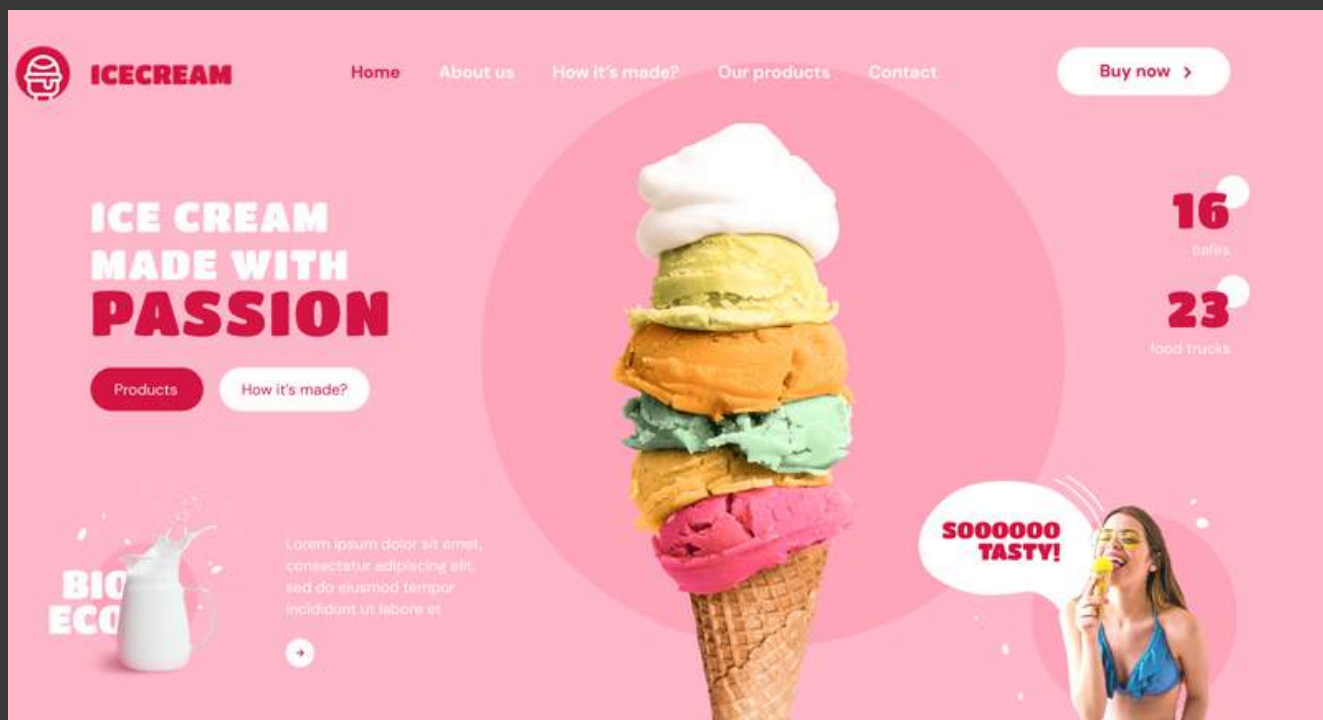 ICECREAM
Home
About us
How it's made?
Our products
Contact
Buy now
ICE CREAM
MADE WITH
PASSION
Products
How it's made?
16
cafes
23
food trucks
BIO
ECO
Lorem ipsum dolor sit amet,
consectetur adipiscing elit,
sed do eiusmod tempor
incididunt ut labore et
SOOOOOO
TASTY!